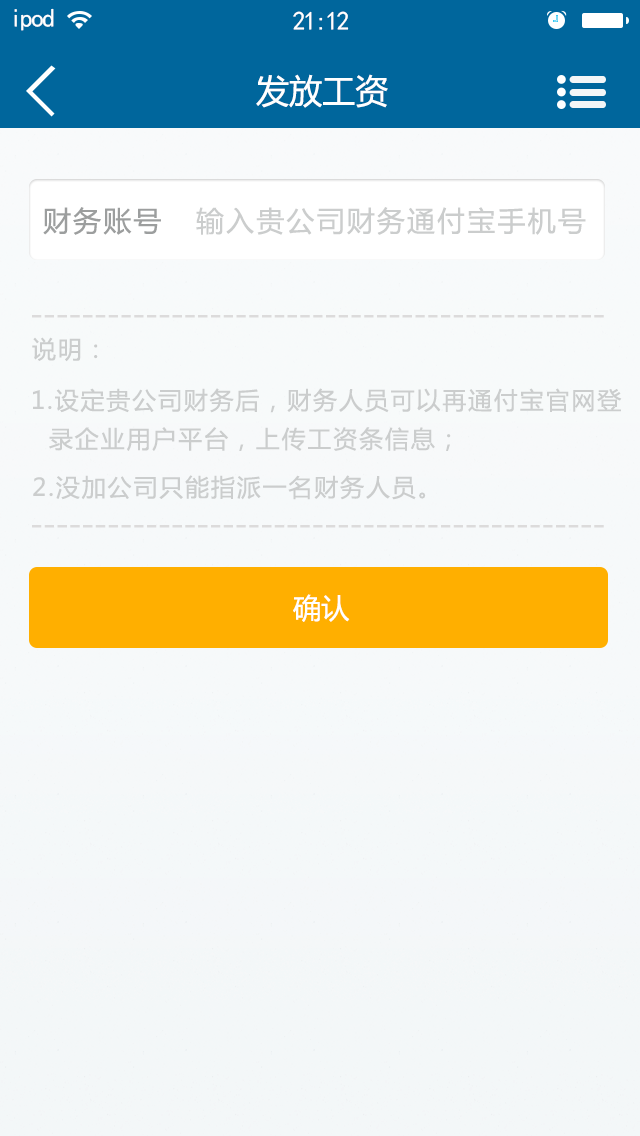 ipod 21:12
发放工资
财务账号 输入贵公司财务通付宝手机号
说明：
1.设定贵公司财务后，财务人员可以再通付宝官网登
录企业用户平台，上传工资条信息；
2.没加公司只能指派一名财务人员。
确认